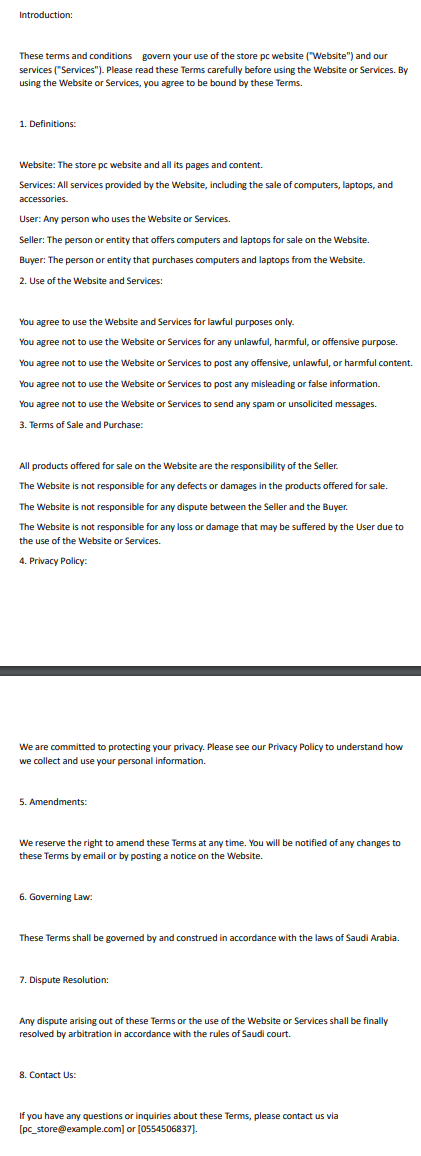 Introduction:
These terms and conditions govern your use of the store pc website ("Website") and our
services ("Services"). Please read these Terms carefully before using the Website or Services. By
using the Website or Services, you agree to be bound by these Terms.
1. Definitions:
Website: The store pc website and all its pages and content.
Services: All services provided by the Website, including the sale of computers, laptops, and
accessories.
User: Any person who uses the Website or Services.
Seller: The person or entity that offers computers and laptops for sale on the Website.
Buyer: The person or entity that purchases computers and laptops from the Website.
2. Use of the Website and Services:
You agree to use the Website and Services for lawful purposes only.
You agree not to use the Website or Services for any unlawful, harmful, or offensive purpose.
You agree not to use the Website or Services to post any offensive, unlawful, or harmful content.
You agree not to use the Website or Services to post any misleading or false information.
You agree not to use the Website or Services to send any spam or unsolicited messages.
3. Terms of Sale and Purchase:
All products offered for sale on the Website are the responsibility of the Seller.
The Website is not responsible for any defects or damages in the products offered for sale.
The Website is not responsible for any dispute between the Seller and the Buyer.
The Website is not responsible for any loss or damage that may be suffered by the User due to
the use of the Website or Services.
4. Privacy Policy:
We are committed to protecting your privacy. Please see our Privacy Policy to understand how
we collect and use your personal information.
5. Amendments:
We reserve the right to amend these Terms at any time. You will be notified of any changes to
these Terms by email or by posting a notice on the Website.
6. Governing Law:
These Terms shall be governed by and construed in accordance with the laws of Saudi Arabia.
7. Dispute Resolution:
Any dispute arising out of these Terms or the use of the Website or Services shall be finally
resolved by arbitration in accordance with the rules of Saudi court.
8. Contact Us:
If you have any questions or inquiries about these Terms, please contact us via
[pc_store@example.com] or [0554506837].